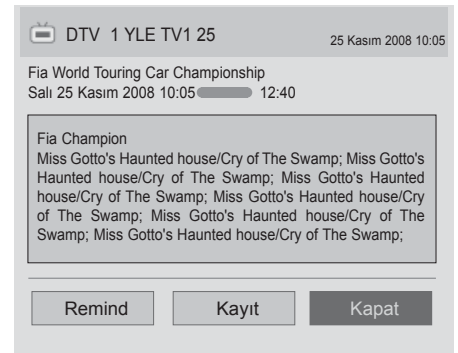 DTV 1 YLE TV1 25
25 Kasım 2008 10:05
Fia World Touring Car Championship
Salı 25 Kasım 2008 10:05 12:40
Fia Champion
Miss Gotto's Haunted house/Cry of The Swamp; Miss Gotto's
Haunted house/Cry of The Swamp; Miss Gotto's Haunted
house/Cry of The Swamp; Miss Gotto's Haunted house/Cry
of The Swamp; Miss Gotto's Haunted house/Cry of The
Swamp; Miss Gotto's Haunted house/Cry of The Swamp;
Remind
Kayıt
Kapat